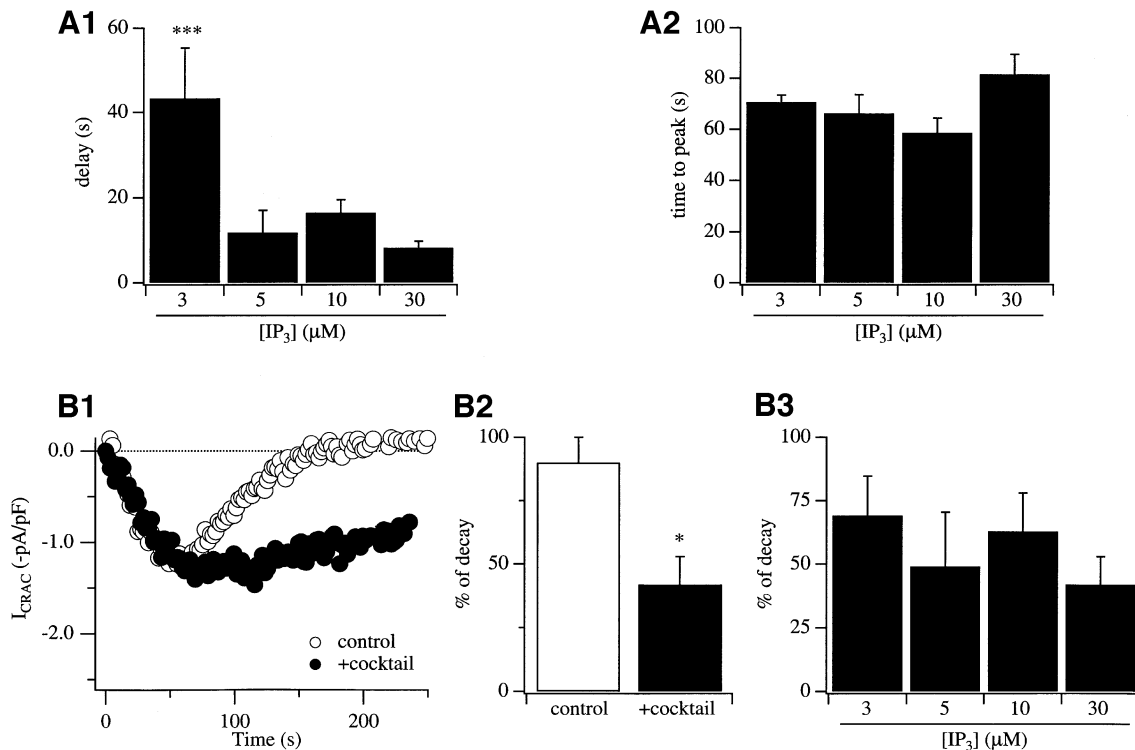 A1
60
40
20
0
delay (s)
***
3 5 10 30
[IP3] (μM)
A2
100
80
60
40
20
0
time to peak (s)
3 5 10 30
[IP3] (μM)
B1
0.0
-1.0
-2.0
ICRAC (-pA/pF)
control
+cocktail
0 100 200
Time (s)
B2
100
50
0
% of decay
*
control +cocktail
B3
100
75
50
25
0
% of decay
3 5 10 30
[IP3] (μM)